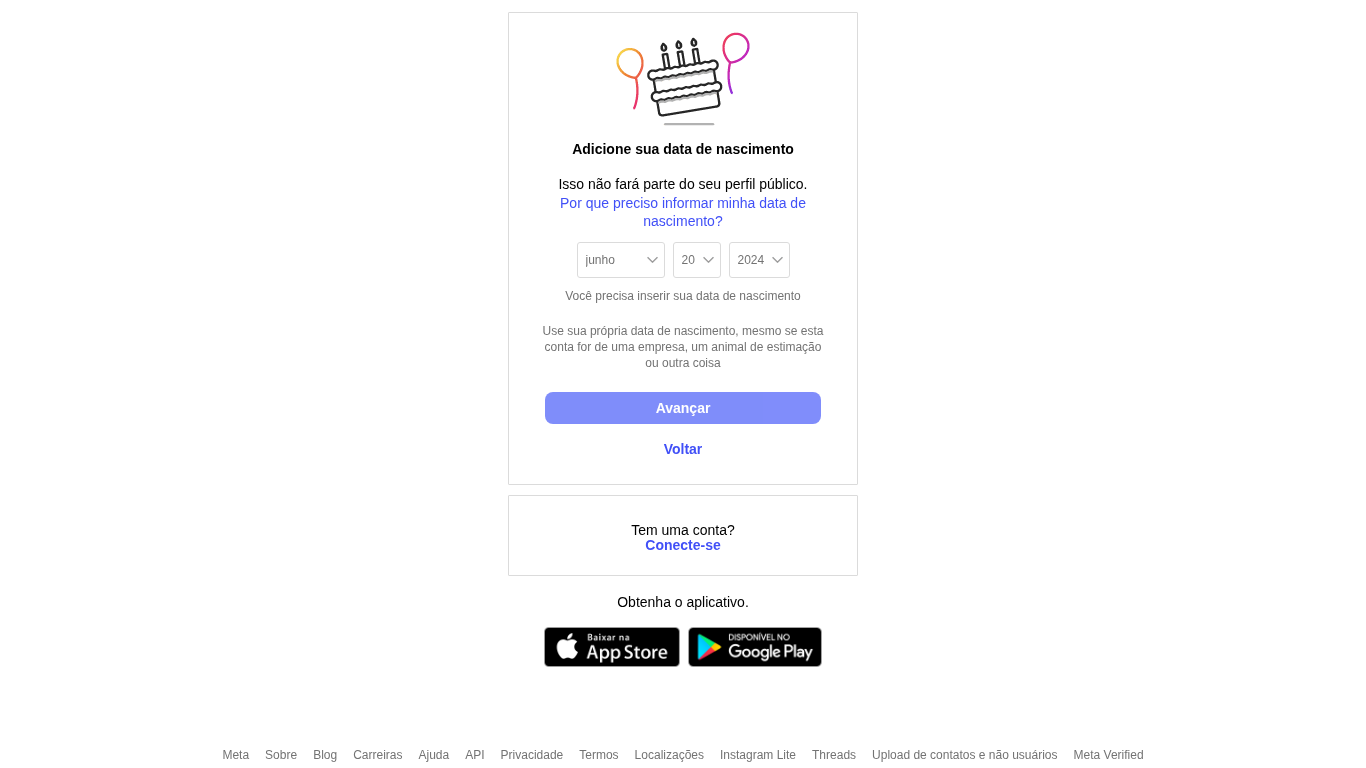 Adicione sua data de nascimento
Isso não fará parte do seu perfil público.
Por que preciso informar minha data de
nascimento?
junho 20 2024
Você precisa inserir sua data de nascimento
Use sua própria data de nascimento, mesmo se esta
conta for de uma empresa, um animal de estimação
ou outra coisa
Avançar
Voltar
Tem uma conta?
Conecte-se
Obtenha o aplicativo.
Baixar na
App Store
DISPONÍVEL NO
Google Play
Meta Sobre Blog Carreiras Ajuda API Privacidade Termos Localizações Instagram Lite Threads Upload de contatos e não usuários Meta Verified